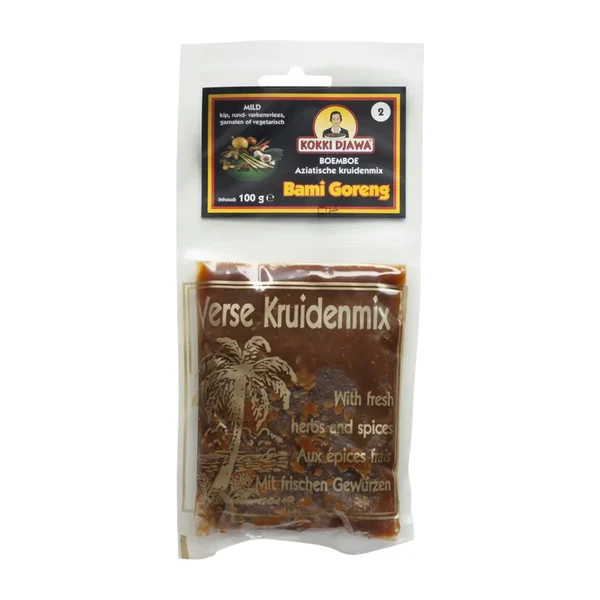 MILD
kip, rund- varkensvlees,
garnalen of vegetarisch
2
KOKKI DJAWA
BOEMBOE
Aziatische kruidenmix
Bami Goreng
Inhoud: 100 g e
Verse Kruidenmix
With fresh
herbs and spices
Aux épices frais
Mit frischen Gewürzen